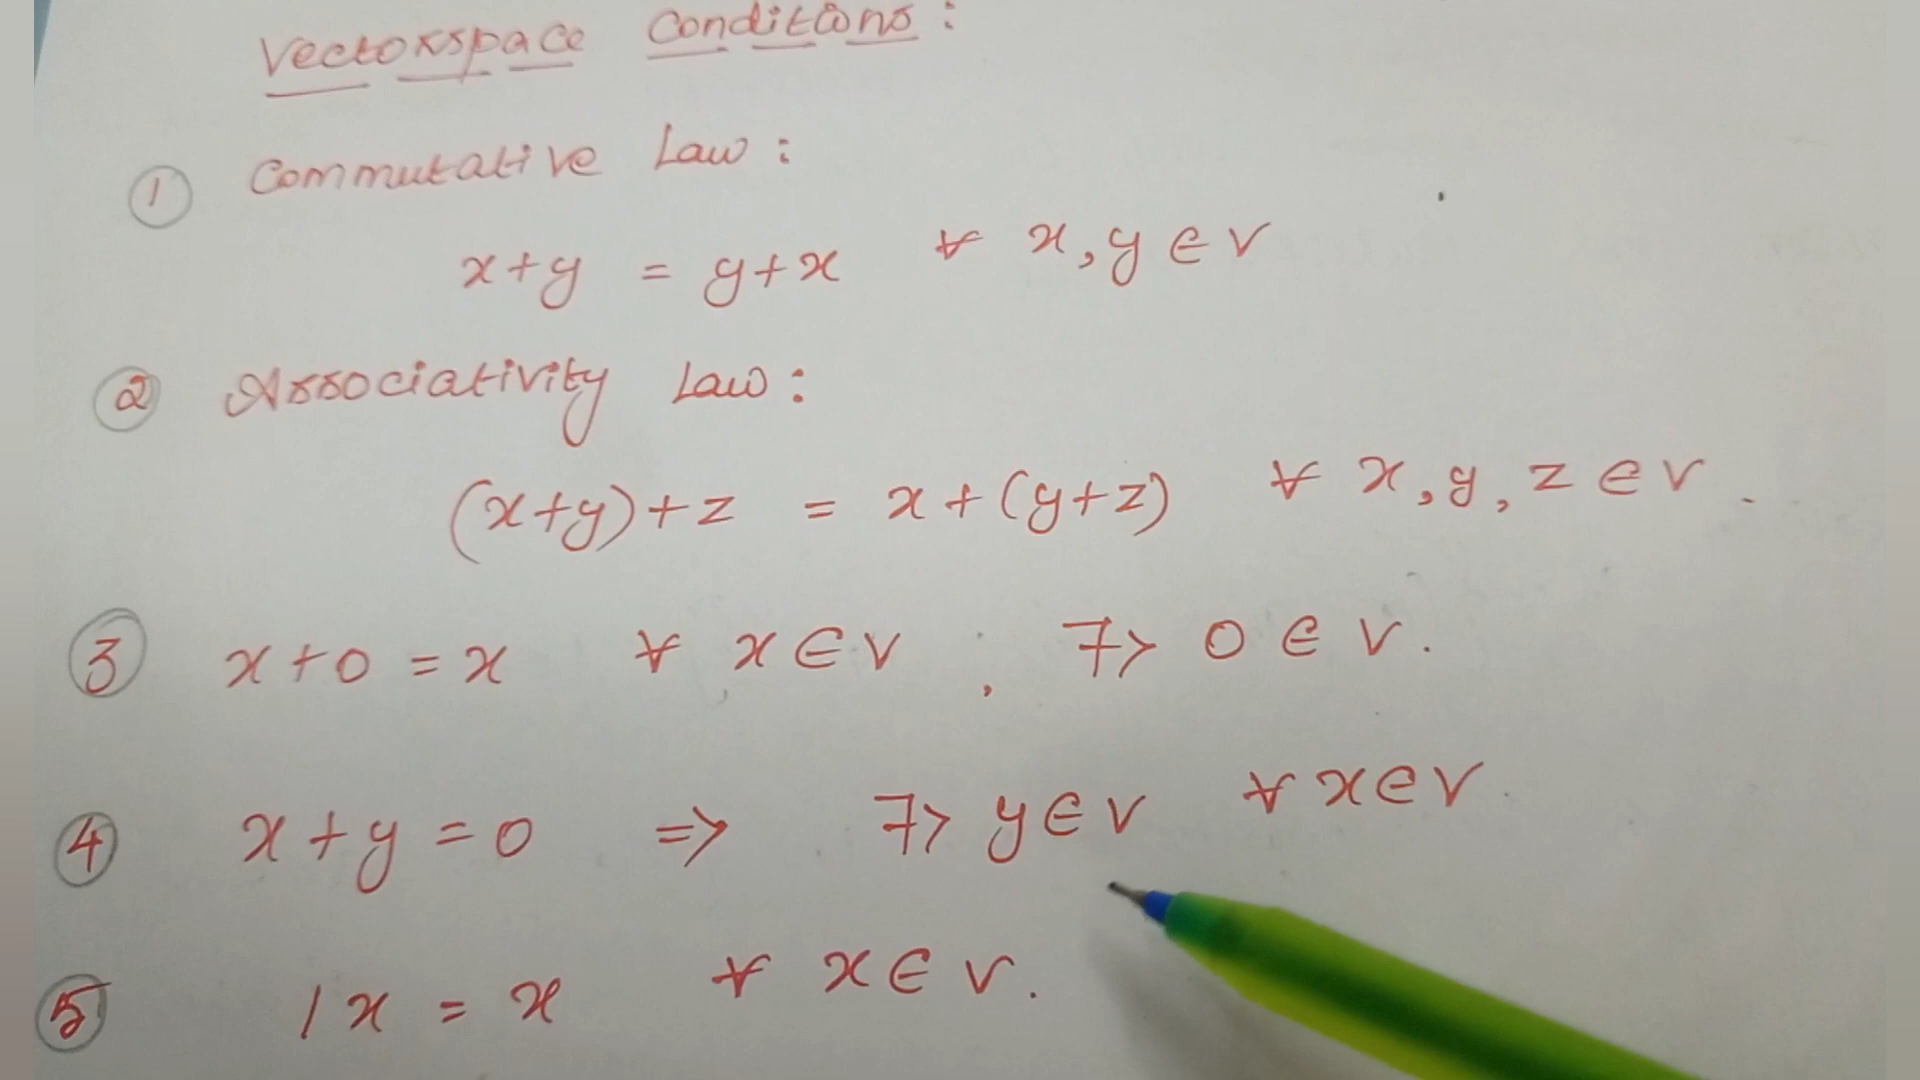 Vectorspace Conditions:
① Commutative Law:
x+y = y+x ∀ x,y∈V
② Associativity Law:
(x+y)+z = x+(y+z) ∀ x,y,z∈V.
③ x+0=x ∀ x∈V, ∃> 0∈V.
④ x+y=0 => ∃> y∈V ∀x∈V.
⑤ 1x = x ∀ x∈V.